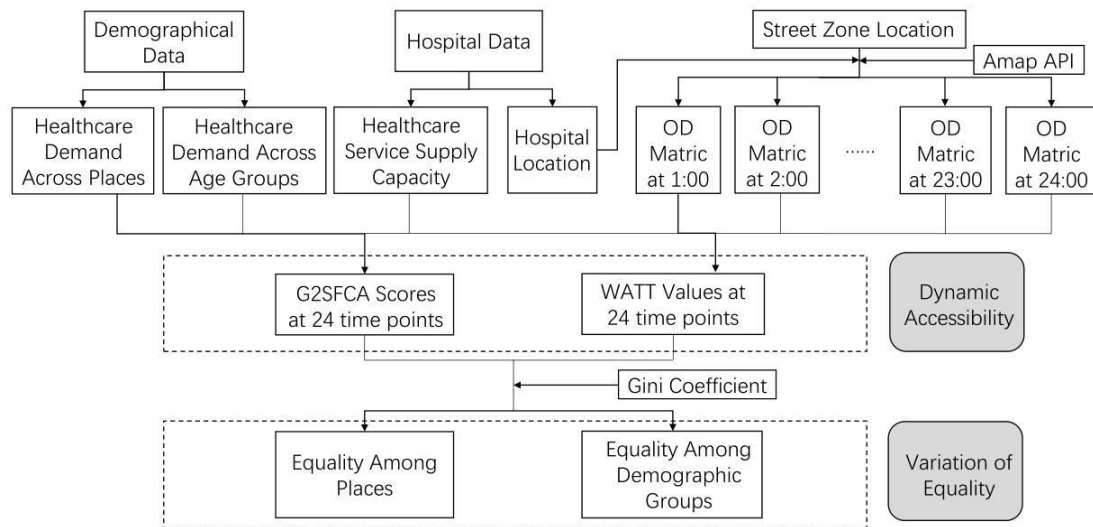 Demographical
Data
Hospital Data
Street Zone Location
Amap API
Healthcare
Demand
Across Places
Healthcare
Demand Across
Age Groups
Healthcare
Service Supply
Capacity
Hospital
Location
OD
Matric
at 1:00
OD
Matric
at 2:00
......
OD
Matric
at 23:00
OD
Matric
at 24:00
G2SFCA Scores
at 24 time points
WATT Values at
24 time points
Dynamic
Accessibility
Gini Coefficient
Equality Among
Places
Equality Among
Demographic
Groups
Variation of
Equality